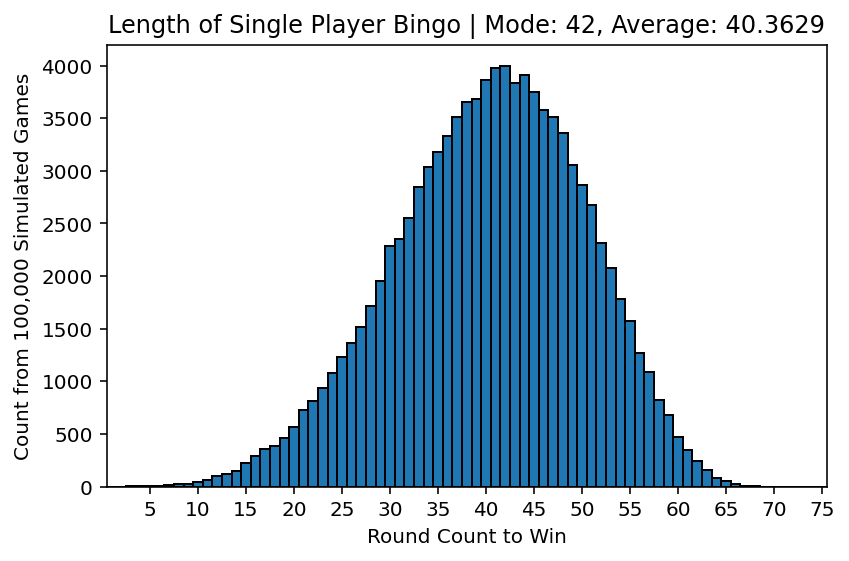 Length of Single Player Bingo | Mode: 42, Average: 40.3629
Count from 100,000 Simulated Games
4000
3500
3000
2500
2000
1500
1000
500
0
5 10 15 20 25 30 35 40 45 50 55 60 65 70 75
Round Count to Win